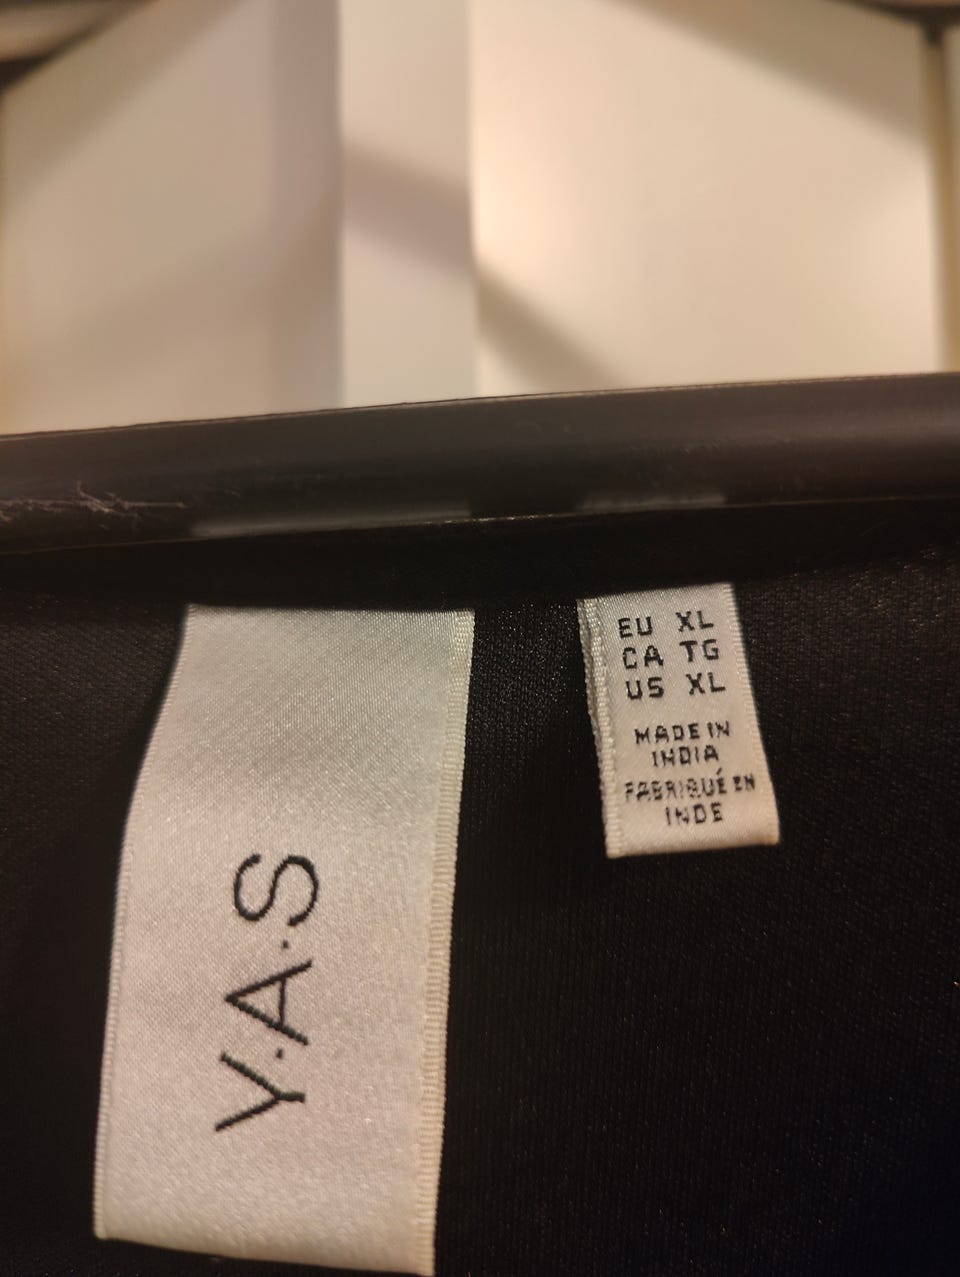 Y.A.S
EU XL
CA TG
US XL
MADE IN
INDIA
FABRIQUÉ EN
INDE